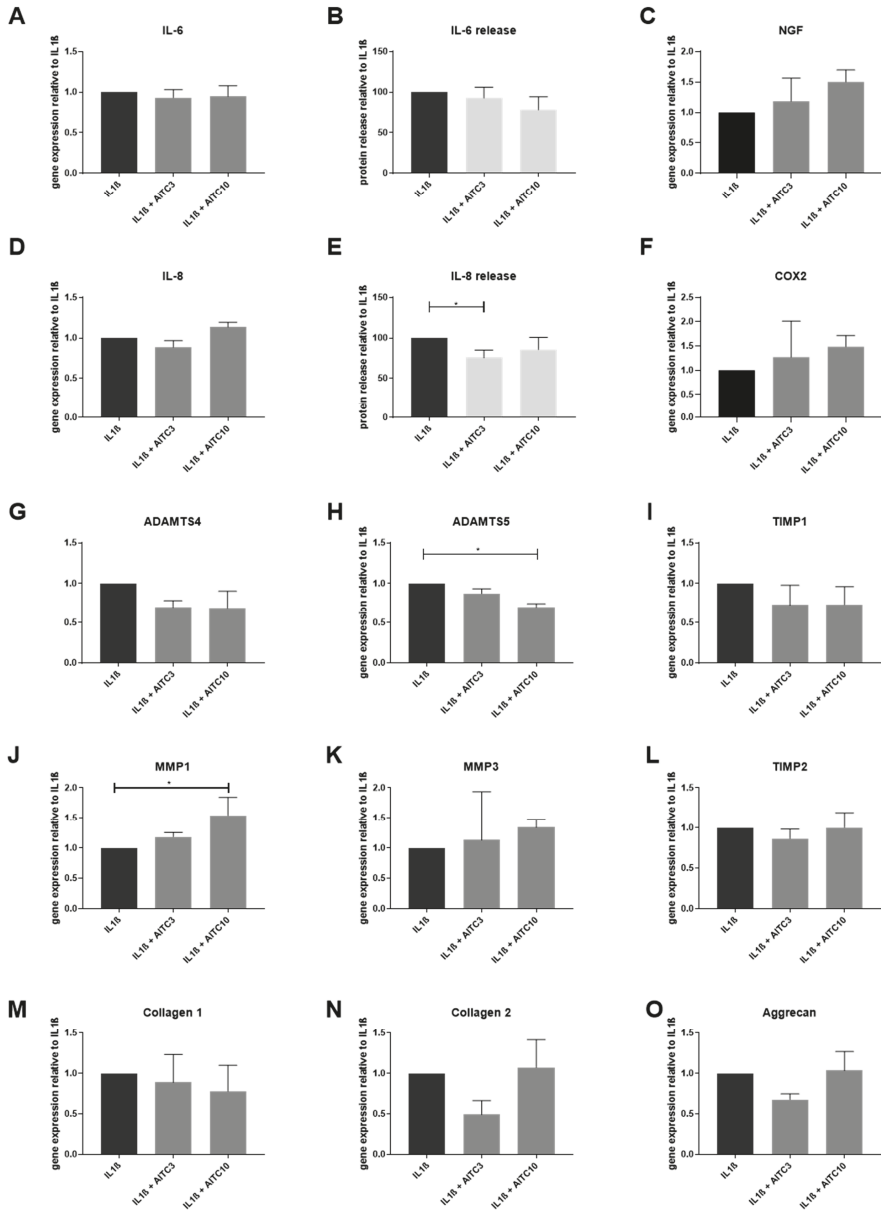 A
IL-6
gene expression relative to IL1ß
1.5
1.0
0.5
0.0
IL1ß
IL1ß + AITC3
IL1ß + AITC10
B
IL-6 release
protein release relative to IL1ß
150
100
50
0
IL1ß
IL1ß + AITC3
IL1ß + AITC10
C
NGF
gene expression relative to IL1ß
2.0
1.5
1.0
0.5
0.0
IL1ß
IL1ß + AITC3
IL1ß + AITC10
D
IL-8
gene expression relative to IL1ß
1.5
1.0
0.5
0.0
IL1ß
IL1ß + AITC3
IL1ß + AITC10
E
IL-8 release
protein release relative to IL1ß
150
100
50
0
*
IL1ß
IL1ß + AITC3
IL1ß + AITC10
F
COX2
gene expression relative to IL1ß
2.5
2.0
1.5
1.0
0.5
0.0
IL1ß
IL1ß + AITC3
IL1ß + AITC10
G
ADAMTS4
gene expression relative to IL1ß
1.5
1.0
0.5
0.0
IL1ß
IL1ß + AITC3
IL1ß + AITC10
H
ADAMTS5
gene expression relative to IL1ß
1.5
1.0
0.5
0.0
*
IL1ß
IL1ß + AITC3
IL1ß + AITC10
I
TIMP1
gene expression relative to IL1ß
1.5
1.0
0.5
0.0
IL1ß
IL1ß + AITC3
IL1ß + AITC10
J
MMP1
gene expression relative to IL1ß
*
2.0
1.5
1.0
0.5
0.0
IL1ß
IL1ß + AITC3
IL1ß + AITC10
K
MMP3
gene expression relative to IL1ß
2.0
1.5
1.0
0.5
0.0
IL1ß
IL1ß + AITC3
IL1ß + AITC10
L
TIMP2
gene expression relative to IL1ß
1.5
1.0
0.5
0.0
IL1ß
IL1ß + AITC3
IL1ß + AITC10
M
Collagen 1
gene expression relative to IL1ß
1.5
1.0
0.5
0.0
IL1ß
IL1ß + AITC3
IL1ß + AITC10
N
Collagen 2
gene expression relative to IL1ß
1.5
1.0
0.5
0.0
IL1ß
IL1ß + AITC3
IL1ß + AITC10
O
Aggrecan
gene expression relative to IL1ß
1.5
1.0
0.5
0.0
IL1ß
IL1ß + AITC3
IL1ß + AITC10